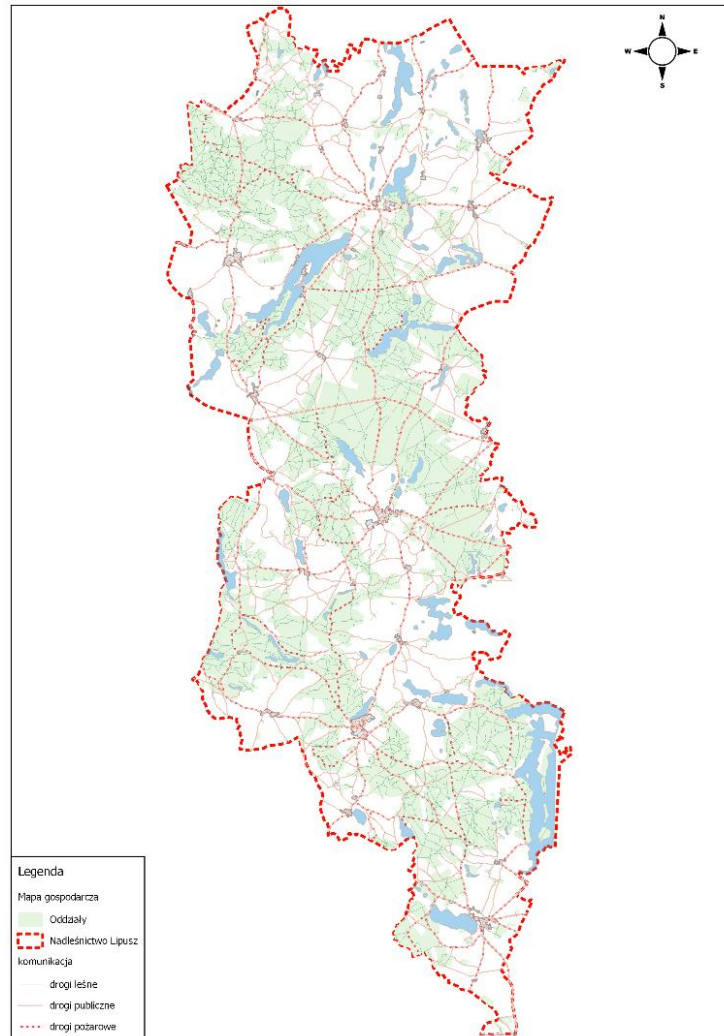 N
W E
S
Legenda
Mapa gospodarcza
Oddziały
Nadleśnictwo Lipusz
komunikacja
drogi leśne
drogi publiczne
drogi pożarowe